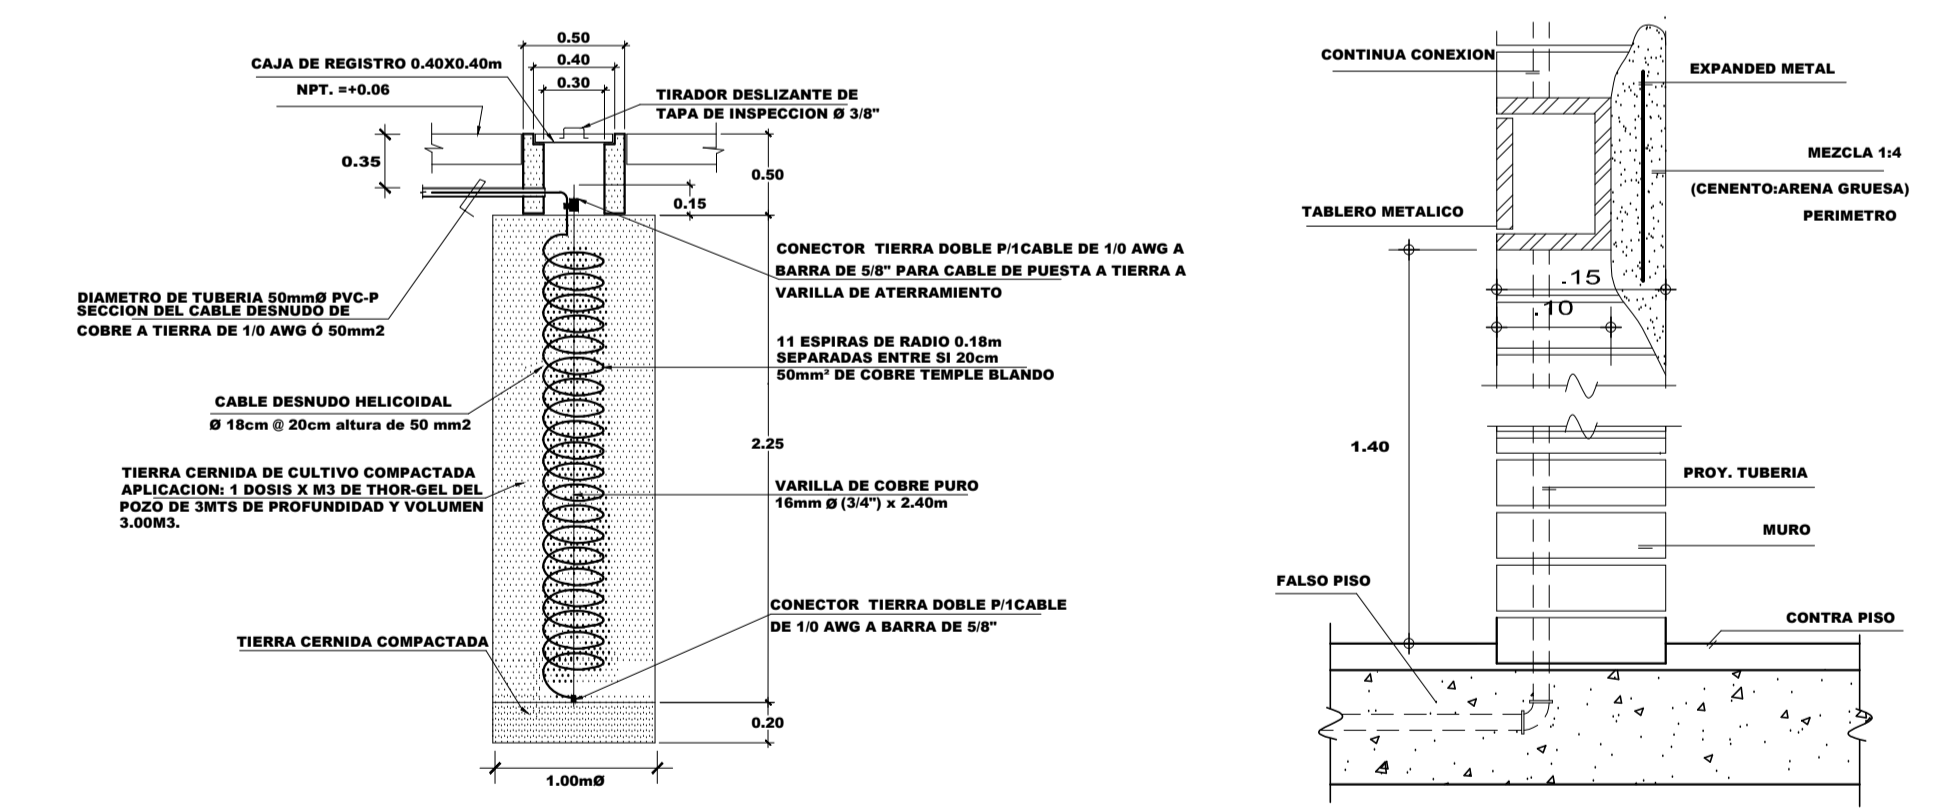 0.50
CAJA DE REGISTRO 0.40X0.40m
0.40
NPT. =+0.06
0.30
TIRADOR DESLIZANTE DE
TAPA DE INSPECCION Ø 3/8"
0.35
0.50
0.15
CONECTOR TIERRA DOBLE P/1CABLE DE 1/0 AWG A
BARRA DE 5/8" PARA CABLE DE PUESTA A TIERRA A
VARILLA DE ATERRAMIENTO
DIAMETRO DE TUBERIA 50mmØ PVC-P
SECCION DEL CABLE DESNUDO DE
COBRE A TIERRA DE 1/0 AWG Ó 50mm2
11 ESPIRAS DE RADIO 0.18m
SEPARADAS ENTRE SI 20cm
50mm² DE COBRE TEMPLE BLANDO
CABLE DESNUDO HELICOIDAL
Ø 18cm @ 20cm altura de 50 mm2
2.25
TIERRA CERNIDA DE CULTIVO COMPACTADA
APLICACION: 1 DOSIS X M3 DE THOR-GEL DEL
POZO DE 3MTS DE PROFUNDIDAD Y VOLUMEN
3.00M3.
VARILLA DE COBRE PURO
16mm Ø (3/4") x 2.40m
CONECTOR TIERRA DOBLE P/1CABLE
DE 1/0 AWG A BARRA DE 5/8"
TIERRA CERNIDA COMPACTADA
0.20
1.00mØ
CONTINUA CONEXION
EXPANDED METAL
MEZCLA 1:4
(CENENTO:ARENA GRUESA)
PERIMETRO
TABLERO METALICO
.15
.10
1.40
PROY. TUBERIA
MURO
FALSO PISO
CONTRA PISO